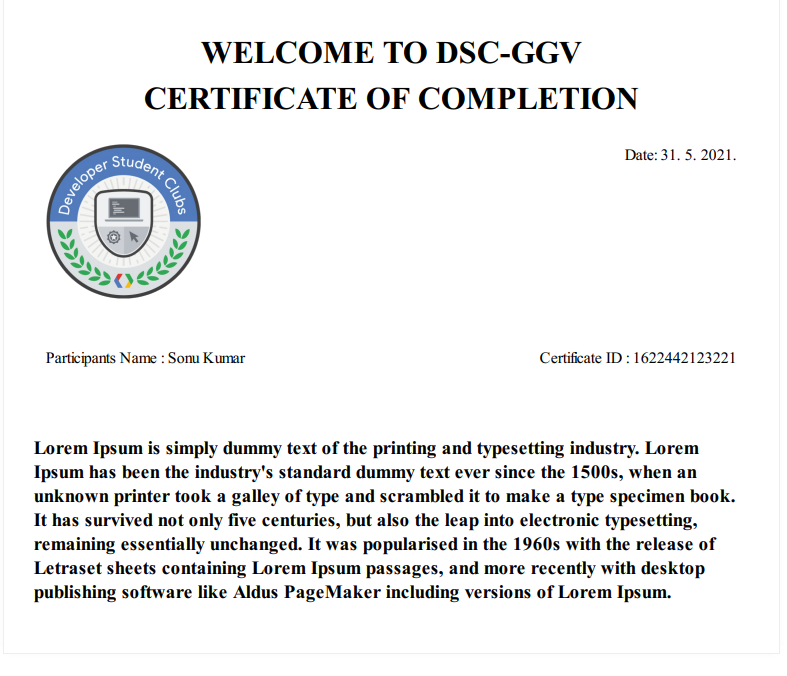 WELCOME TO DSC-GGV
CERTIFICATE OF COMPLETION
Date: 31. 5. 2021.
Developer Student Clubs
Participants Name : Sonu Kumar
Certificate ID : 1622442123221
Lorem Ipsum is simply dummy text of the printing and typesetting industry. Lorem
Ipsum has been the industry's standard dummy text ever since the 1500s, when an
unknown printer took a galley of type and scrambled it to make a type specimen book.
It has survived not only five centuries, but also the leap into electronic typesetting,
remaining essentially unchanged. It was popularised in the 1960s with the release of
Letraset sheets containing Lorem Ipsum passages, and more recently with desktop
publishing software like Aldus PageMaker including versions of Lorem Ipsum.